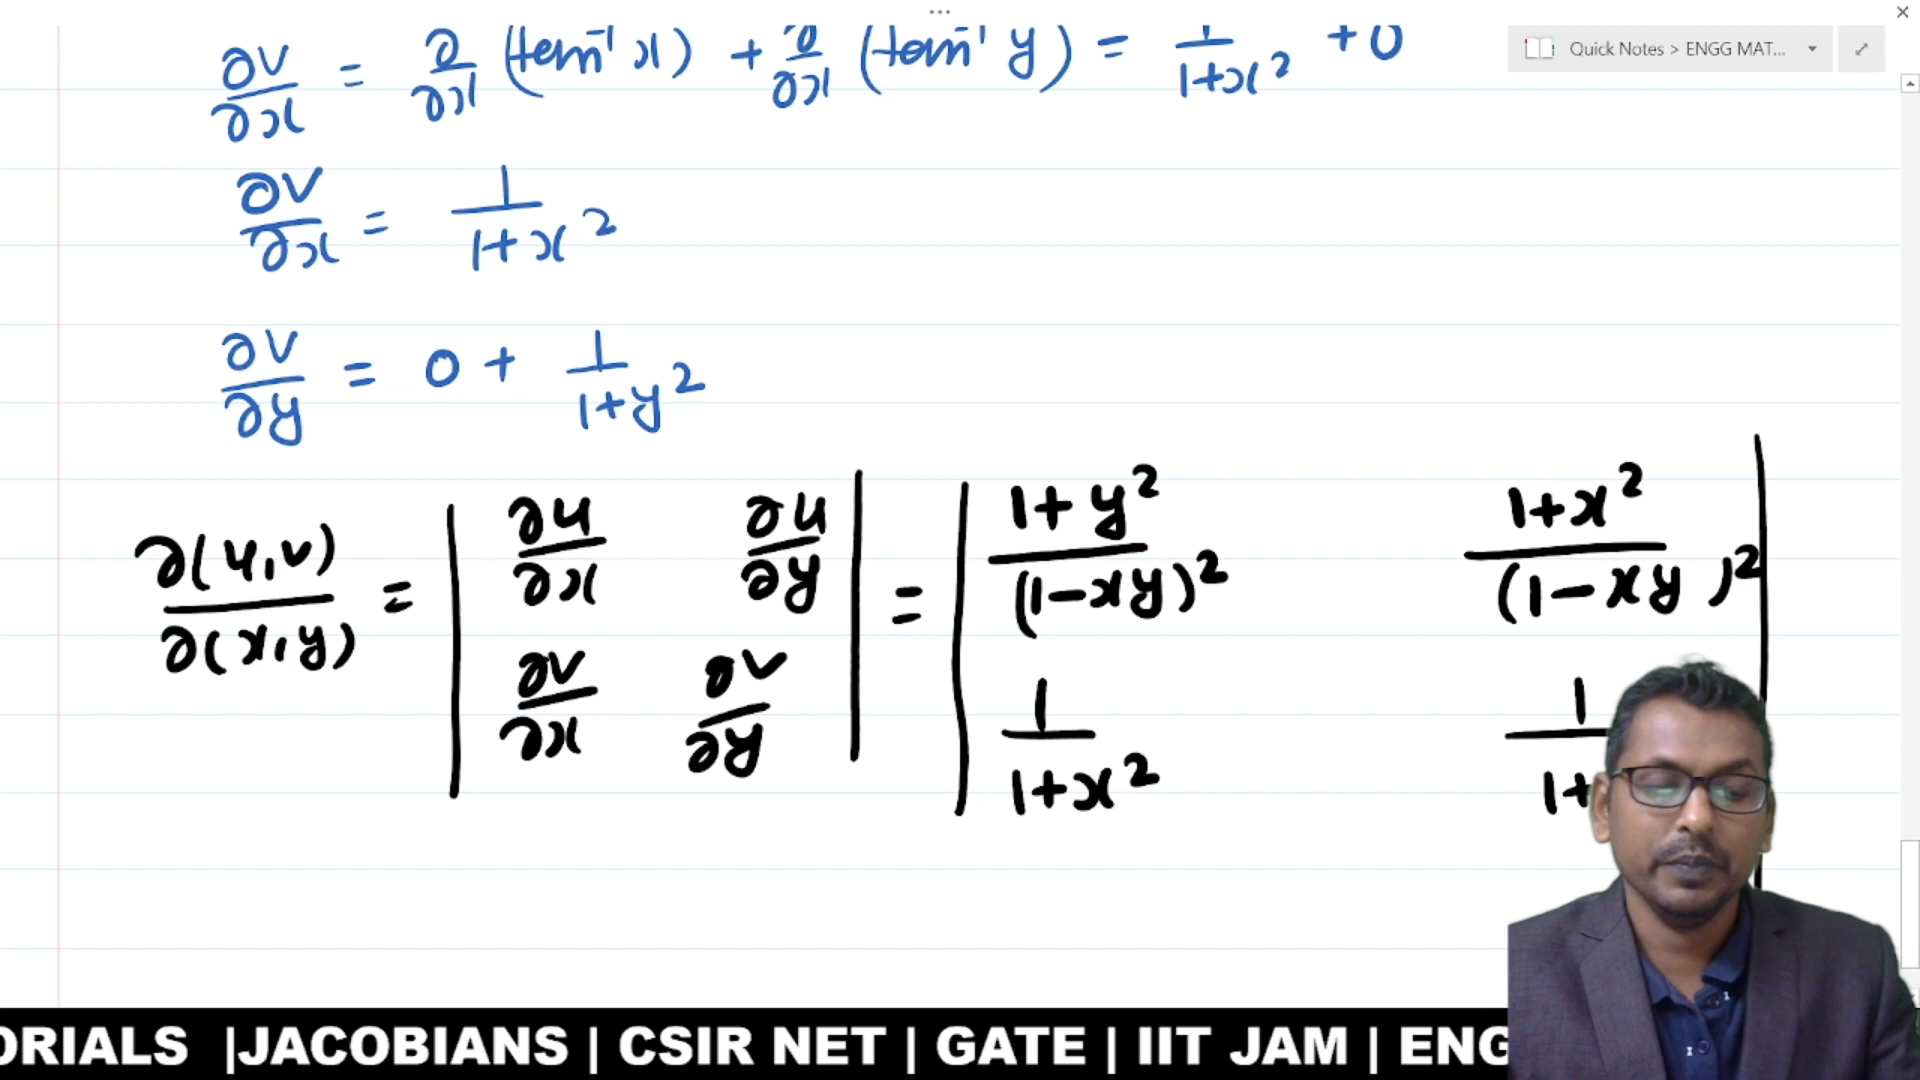 Quick Notes > ENGG MAT...
∂v/∂x = ∂/∂x (tan⁻¹ x) + ∂/∂x (tan⁻¹ y) = 1/1+x² + 0
∂v/∂x = 1/1+x²
∂v/∂y = 0 + 1/1+y²
∂(u,v)/∂(x,y) = | ∂u/∂x ∂u/∂y | = | 1+y²/(1-xy)² 1+x²/(1-xy)² |
| ∂v/∂x ∂v/∂y | | 1/1+x² 1/1+ |
ORIALS |JACOBIANS | CSIR NET | GATE | IIT JAM | ENG